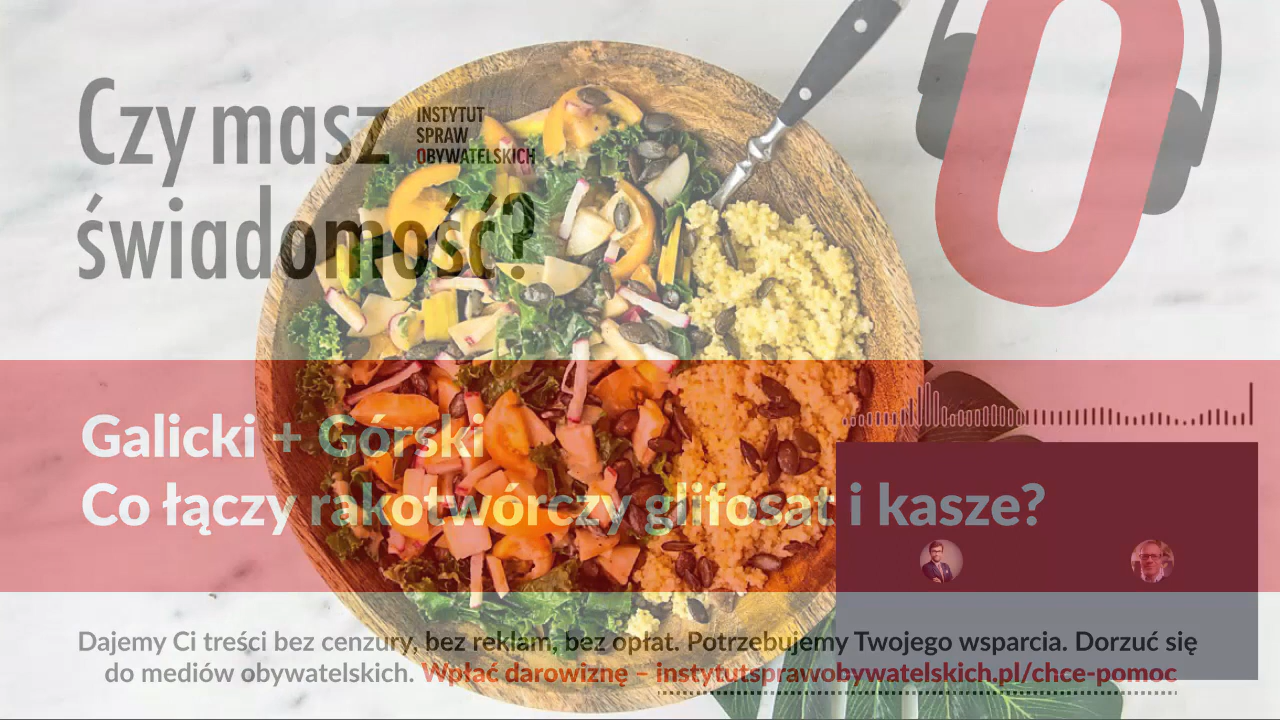 Czy masz
świadomość?
INSTYTUT
SPRAW
OBYWATELSKICH
Galicki + Górski
Co łączy rakotwórczy glifosat i kasze?
Dajemy Ci treści bez cenzury, bez reklam, bez opłat. Potrzebujemy Twojego wsparcia. Dorzuć się
do mediów obywatelskich. Wpłać darowiznę – instytutsprawobywatelskich.pl/chce-pomoc